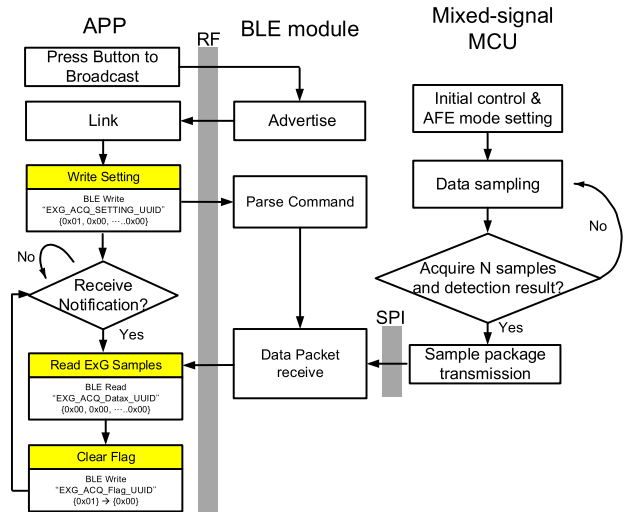 APP
RF
BLE module
Mixed-signal
MCU
Press Button to
Broadcast
Link
Advertise
Initial control &
AFE mode setting
Write Setting
BLE Write
“EXG_ACQ_SETTING_UUID”
{0x01, 0x00, ⋯..0x00}
Parse Command
Data sampling
No
No
Receive
Notification?
Yes
Acquire N samples
and detection result?
Yes
SPI
Read ExG Samples
BLE Read
“EXG_ACQ_Datax_UUID”
{0x00, 0x00, ⋯..0x00}
Data Packet
receive
Sample package
transmission
Clear Flag
BLE Write
“EXG_ACQ_Flag_UUID”
{0x01} → {0x00}